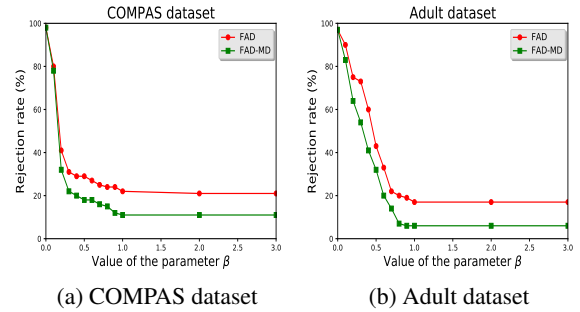 COMPAS dataset
FAD
FAD-MD
Rejection rate (%)
100
80
60
40
20
0
0.0 0.5 1.0 1.5 2.0 2.5 3.0
Value of the parameter β
(a) COMPAS dataset
Adult dataset
FAD
FAD-MD
Rejection rate (%)
100
80
60
40
20
0
0.0 0.5 1.0 1.5 2.0 2.5 3.0
Value of the parameter β
(b) Adult dataset